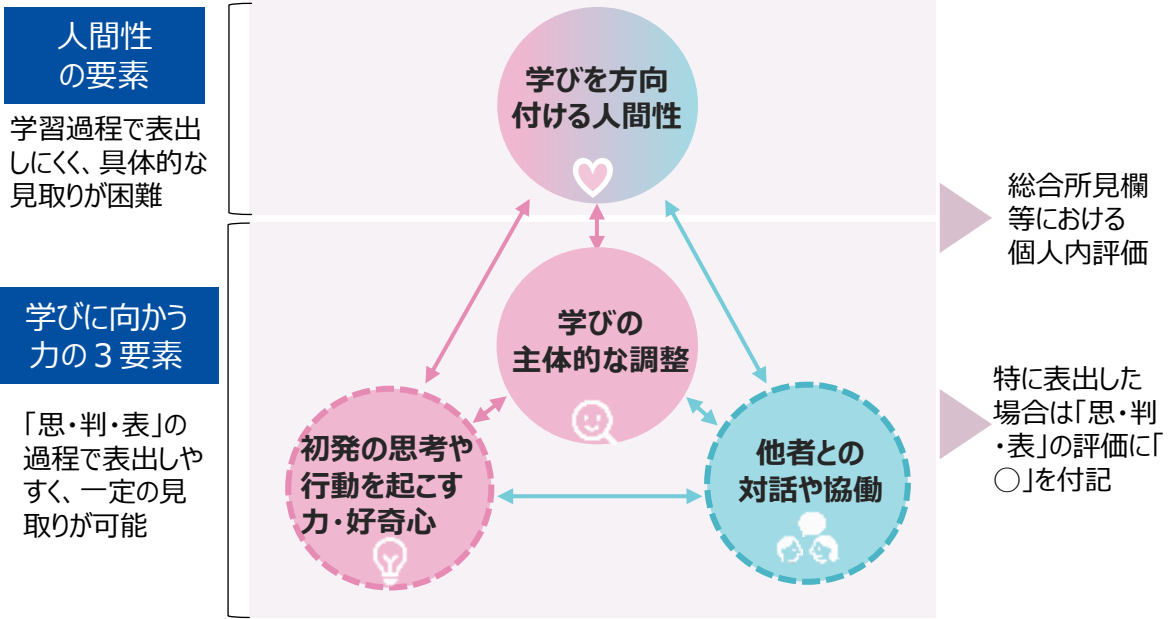 人間性
の要素
学習過程で表出
しにくく、具体的な
見取りが困難
学びを方向
付ける人間性
総合所見欄
等における
個人内評価
学びに向かう
力の３要素
「思・判・表」の
過程で表出しや
すく、一定の見
取りが可能
学びの
主体的な調整
初発の思考や
行動を起こす
力・好奇心
他者との
対話や協働
特に表出した
場合は「思・判
・表」の評価に「
○」を付記